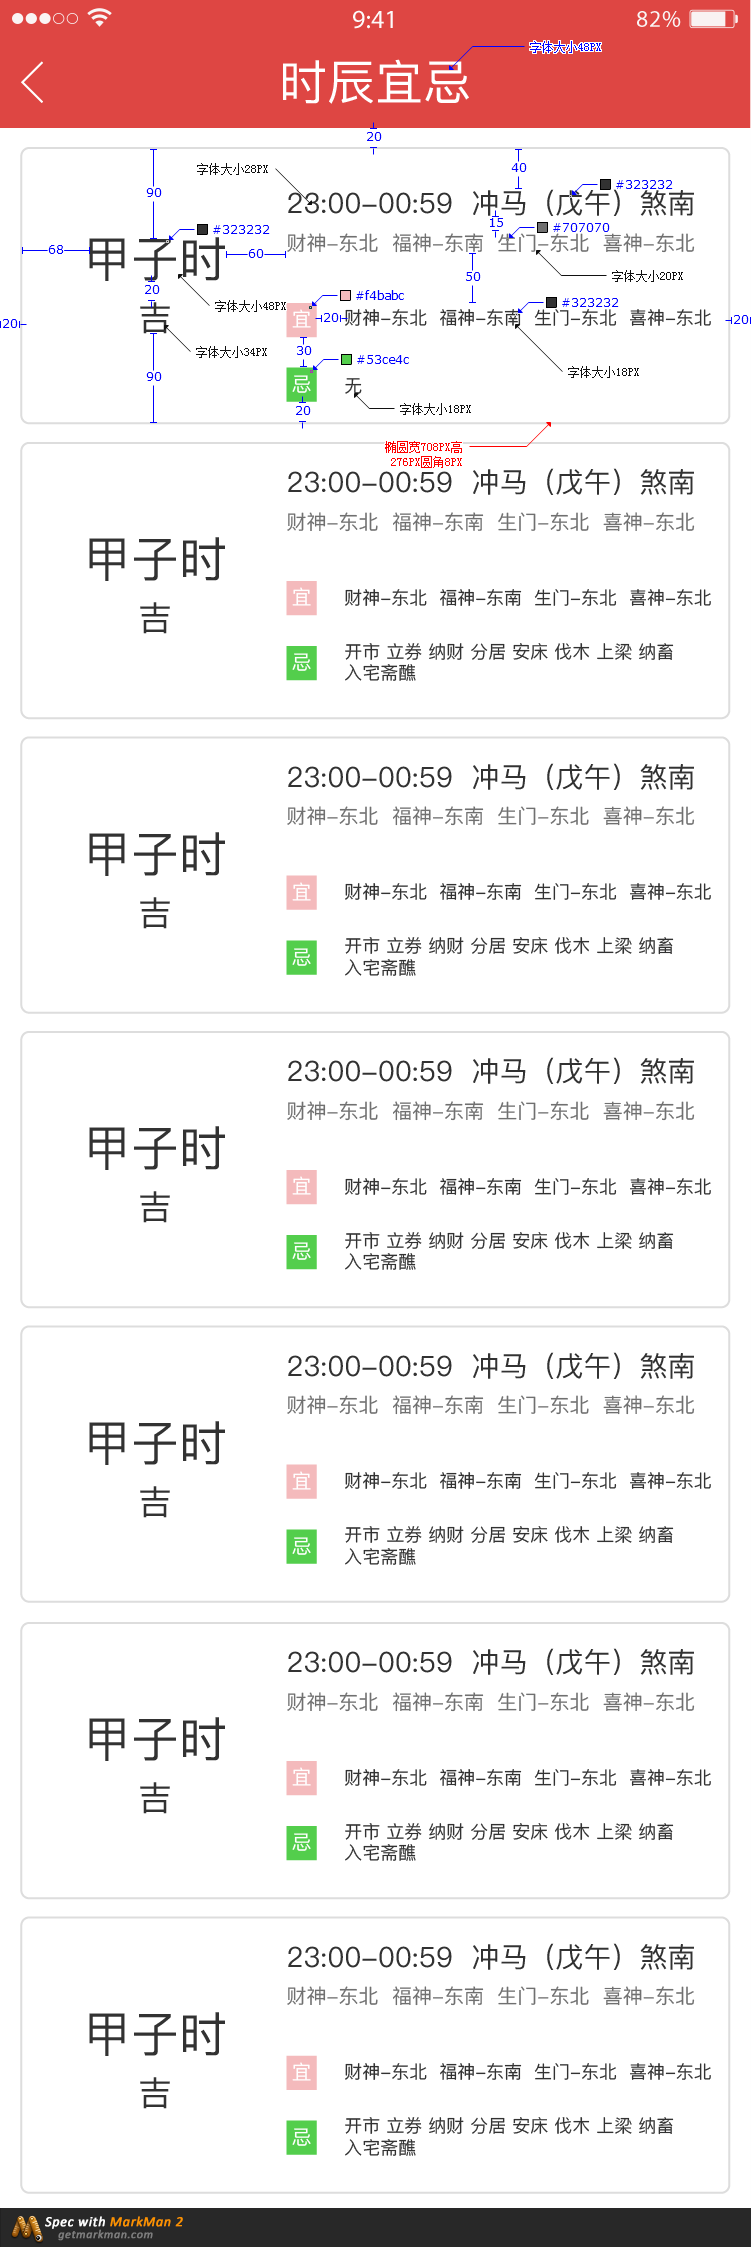 9:41
82%
时辰宜忌
字体大小48PX
20
字体大小28PX
40
90
23:00-00:59 冲马（戊午）煞南
#323232
15
#707070
#323232
财神-东北 福神-东南 生门-东北 喜神-东北
68
甲子时
60
50
字体大小20PX
20
字体大小48PX
#f4babc
#323232
20
吉
宜
20
财神-东北 福神-东南 生门-东北 喜神-东北
20
字体大小34PX
30
#53ce4c
字体大小18PX
90
忌
无
20
字体大小18PX
椭圆宽708PX高
276PX圆角8PX
23:00-00:59 冲马（戊午）煞南
财神-东北 福神-东南 生门-东北 喜神-东北
甲子时
吉
宜 财神-东北 福神-东南 生门-东北 喜神-东北
忌 开市 立券 纳财 分居 安床 伐木 上梁 纳畜
入宅斋醮
23:00-00:59 冲马（戊午）煞南
财神-东北 福神-东南 生门-东北 喜神-东北
甲子时
吉
宜 财神-东北 福神-东南 生门-东北 喜神-东北
忌 开市 立券 纳财 分居 安床 伐木 上梁 纳畜
入宅斋醮
23:00-00:59 冲马（戊午）煞南
财神-东北 福神-东南 生门-东北 喜神-东北
甲子时
吉
宜 财神-东北 福神-东南 生门-东北 喜神-东北
忌 开市 立券 纳财 分居 安床 伐木 上梁 纳畜
入宅斋醮
23:00-00:59 冲马（戊午）煞南
财神-东北 福神-东南 生门-东北 喜神-东北
甲子时
吉
宜 财神-东北 福神-东南 生门-东北 喜神-东北
忌 开市 立券 纳财 分居 安床 伐木 上梁 纳畜
入宅斋醮
23:00-00:59 冲马（戊午）煞南
财神-东北 福神-东南 生门-东北 喜神-东北
甲子时
吉
宜 财神-东北 福神-东南 生门-东北 喜神-东北
忌 开市 立券 纳财 分居 安床 伐木 上梁 纳畜
入宅斋醮
23:00-00:59 冲马（戊午）煞南
财神-东北 福神-东南 生门-东北 喜神-东北
甲子时
吉
宜 财神-东北 福神-东南 生门-东北 喜神-东北
忌 开市 立券 纳财 分居 安床 伐木 上梁 纳畜
入宅斋醮
Spec with MarkMan 2
getmarkman.com